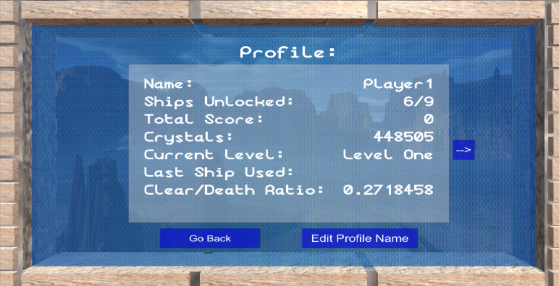 Profile:
Name: Player1
Ships Unlocked: 6/9
Total Score: 0
Crystals: 448505
Current Level: Level One
-->
Last Ship Used:
Clear/Death Ratio: 0.2718458
Go Back Edit Profile Name